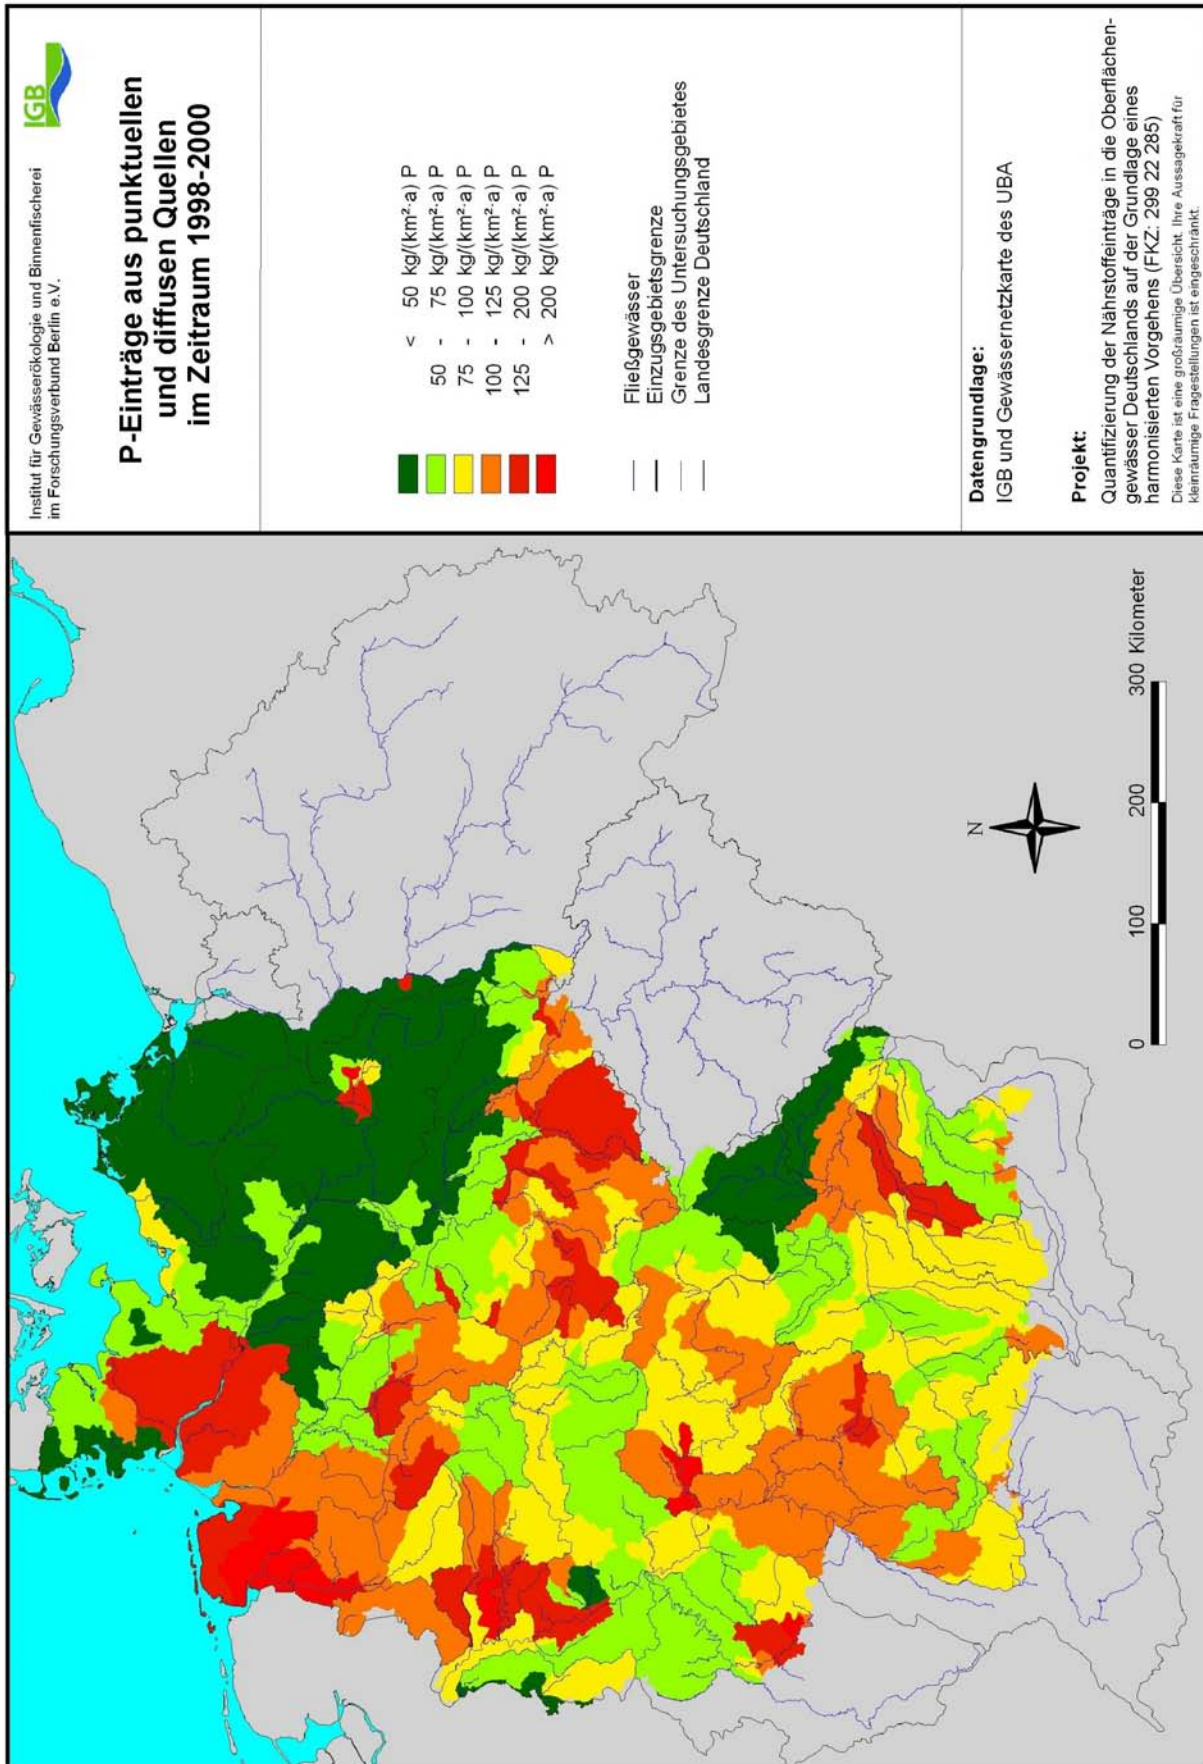 Institut für Gewässerökologie und Binnenfischerei
im Forschungsverbund Berlin e.V.
IGB
P-Einträge aus punktuellen
und diffusen Quellen
im Zeitraum 1998-2000
< 50 kg/(km²·a) P
50 - 75 kg/(km²·a) P
75 - 100 kg/(km²·a) P
100 - 125 kg/(km²·a) P
125 - 200 kg/(km²·a) P
> 200 kg/(km²·a) P
Fließgewässer
Einzugsgebietsgrenze
Grenze des Untersuchungsgebietes
Landesgrenze Deutschland
Datengrundlage:
IGB und Gewässernetzkarte des UBA
Projekt:
Quantifizierung der Nährstoffeinträge in die Oberflächen-
gewässer Deutschlands auf der Grundlage eines
harmonisierten Vorgehens (FKZ: 299 22 285)
Diese Karte ist eine großräumige Übersicht. Ihre Aussagekraft für
kleinräumige Fragestellungen ist eingeschränkt.
N
0 100 200 300 Kilometer